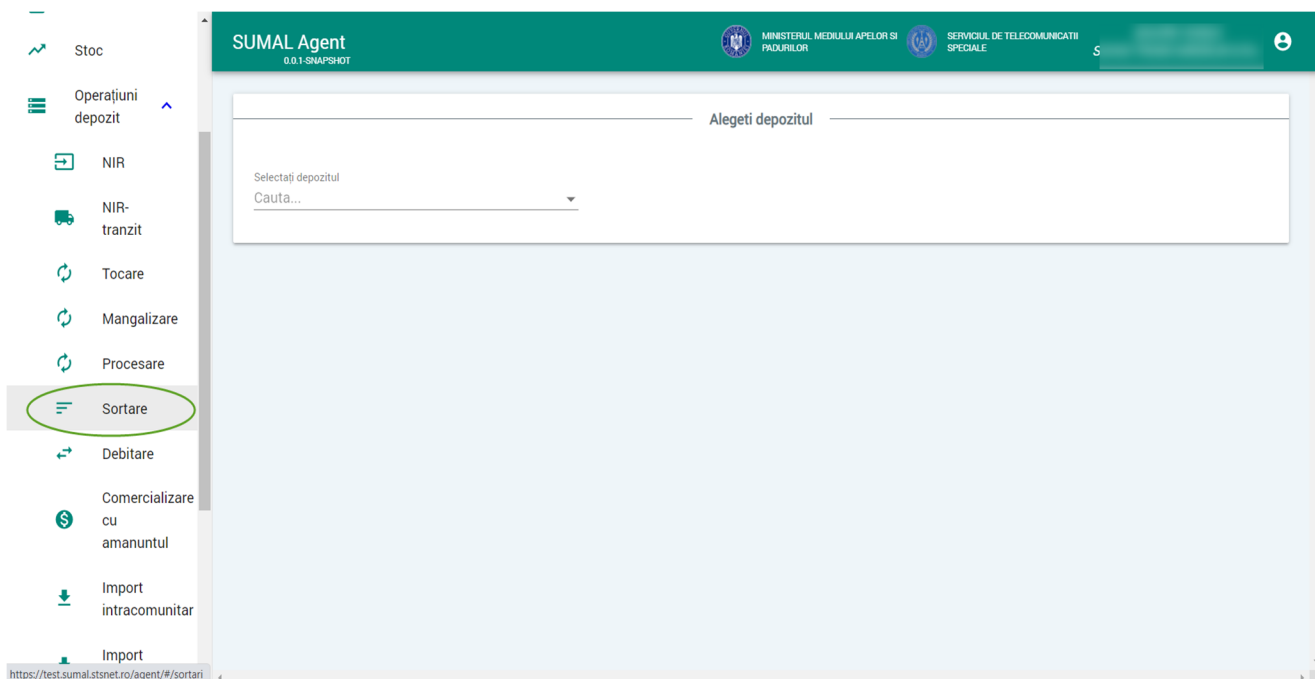 Stoc
Operațiuni
depozit
NIR
NIR-
tranzit
Tocare
Mangalizare
Procesare
Sortare
Debitare
Comercializare
cu
amanuntul
Import
intracomunitar
Import
https://test.sumal.stsnet.ro/agent/#/sortari
SUMAL Agent
0.0.1-SNAPSHOT
MINISTERUL MEDIULUI APELOR SI
PADURILOR
SERVICIUL DE TELECOMUNICATII
SPECIALE
S
Alegeti depozitul
Selectați depozitul
Cauta...